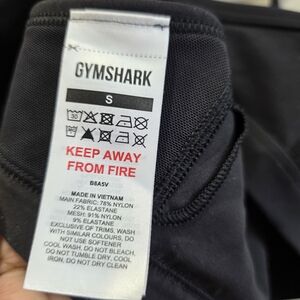 GYMSHARK
S
30
KEEP AWAY
FROM FIRE
B8A5V
MADE IN VIETNAM
MAIN FABRIC: 78% NYLON
22% ELASTANE
MESH: 91% NYLON
9% ELASTANE
EXCLUSIVE OF TRIMS, WASH
WITH SIMILAR COLOURS, DO
NOT USE SOFTENER
COOL WASH, DO NOT BLEACH,
DO NOT TUMBLE DRY, COOL
IRON, DO NOT DRY CLEAN